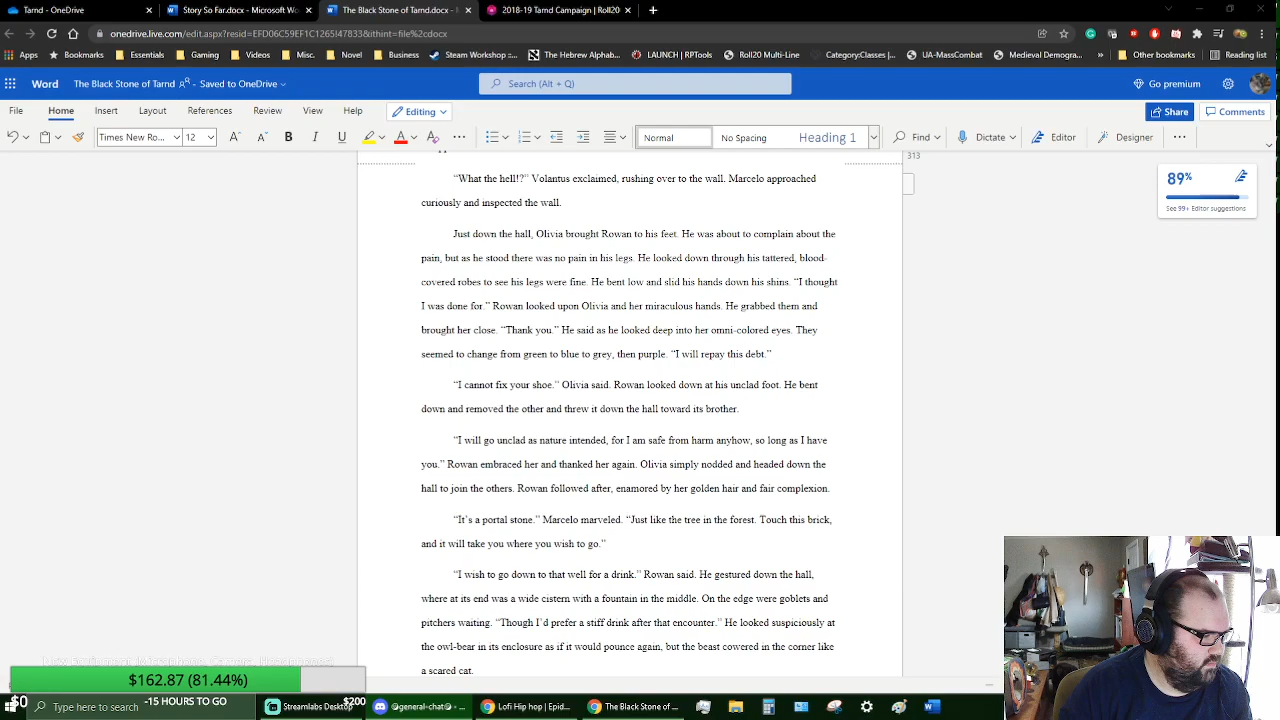 Tarnd - OneDrive
Story So Far.docx - Microsoft Wo
The Black Stone of Tarnd.docx -
2018-19 Tarnd Campaign | Roll20
onedrive.live.com/edit.aspx?resid=EFD06C59EF1C1265!47833&ithint=file%2cdocx
Apps
Bookmarks
Essentials
Gaming
Videos
Misc.
Novel
Business
Steam Workshop ::...
The Hebrew Alphab...
LAUNCH | RPTools
Roll20 Multi-Line
Category:Classes |...
UA-MassCombat
Medieval Demogra...
Other bookmarks
Reading list
Word
The Black Stone of Tarnd
- Saved to OneDrive
Search (Alt + Q)
Go premium
File
Home
Insert
Layout
References
Review
View
Help
Editing
Share
Comments
Times New Ro...
12
Normal
No Spacing
Heading 1
Find
Dictate
Editor
Designer
313
89%
See 99+ Editor suggestions
“What the hell!?” Volantus exclaimed, rushing over to the wall. Marcelo approached
curiously and inspected the wall.
Just down the hall, Olivia brought Rowan to his feet. He was about to complain about the
pain, but as he stood there was no pain in his legs. He looked down through his tattered, blood-
covered robes to see his legs were fine. He bent low and slid his hands down his shins. “I thought
I was done for.” Rowan looked upon Olivia and her miraculous hands. He grabbed them and
brought her close. “Thank you.” He said as he looked deep into her omni-colored eyes. They
seemed to change from green to blue to grey, then purple. “I will repay this debt.”
“I cannot fix your shoe.” Olivia said. Rowan looked down at his unclad foot. He bent
down and removed the other and threw it down the hall toward its brother.
“I will go unclad as nature intended, for I am safe from harm anyhow, so long as I have
you.” Rowan embraced her and thanked her again. Olivia simply nodded and headed down the
hall to join the others. Rowan followed after, enamored by her golden hair and fair complexion.
“It`s a portal stone.” Marcelo marveled. “Just like the tree in the forest. Touch this brick,
and it will take you where you wish to go.”
“I wish to go down to that well for a drink.” Rowan said. He gestured down the hall,
where at its end was a wide cistern with a fountain in the middle. On the edge were goblets and
pitchers waiting. “Though I’d prefer a stiff drink after that encounter.” He looked suspiciously at
the owl-bear in its enclosure as if it would pounce again, but the beast cowered in the corner like
a scared cat.
$162.87 (81.44%)
$0
-15 HOURS TO GO
$200
Type here to search
Streamlabs Desktop
@general-chat
Lofi Hip hop | Epid...
The Black Stone of ...